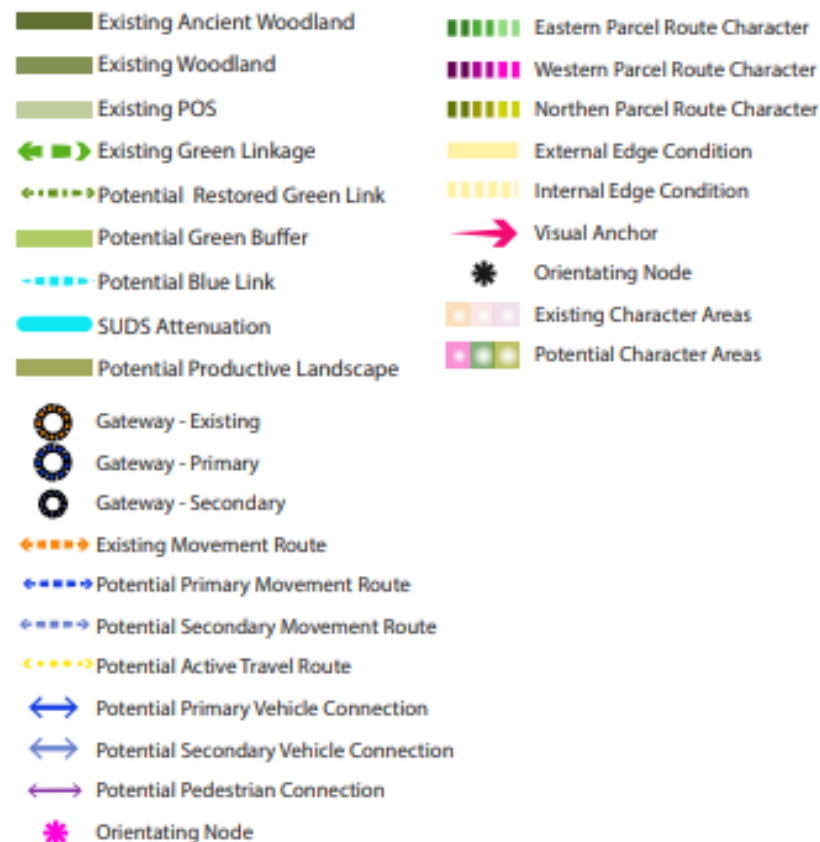 Existing Ancient Woodland
Existing Woodland
Existing POS
Existing Green Linkage
Potential Restored Green Link
Potential Green Buffer
Potential Blue Link
SUDS Attenuation
Potential Productive Landscape
Gateway - Existing
Gateway - Primary
Gateway - Secondary
Existing Movement Route
Potential Primary Movement Route
Potential Secondary Movement Route
Potential Active Travel Route
Potential Primary Vehicle Connection
Potential Secondary Vehicle Connection
Potential Pedestrian Connection
Orientating Node
Eastern Parcel Route Character
Western Parcel Route Character
Northen Parcel Route Character
External Edge Condition
Internal Edge Condition
Visual Anchor
Orientating Node
Existing Character Areas
Potential Character Areas